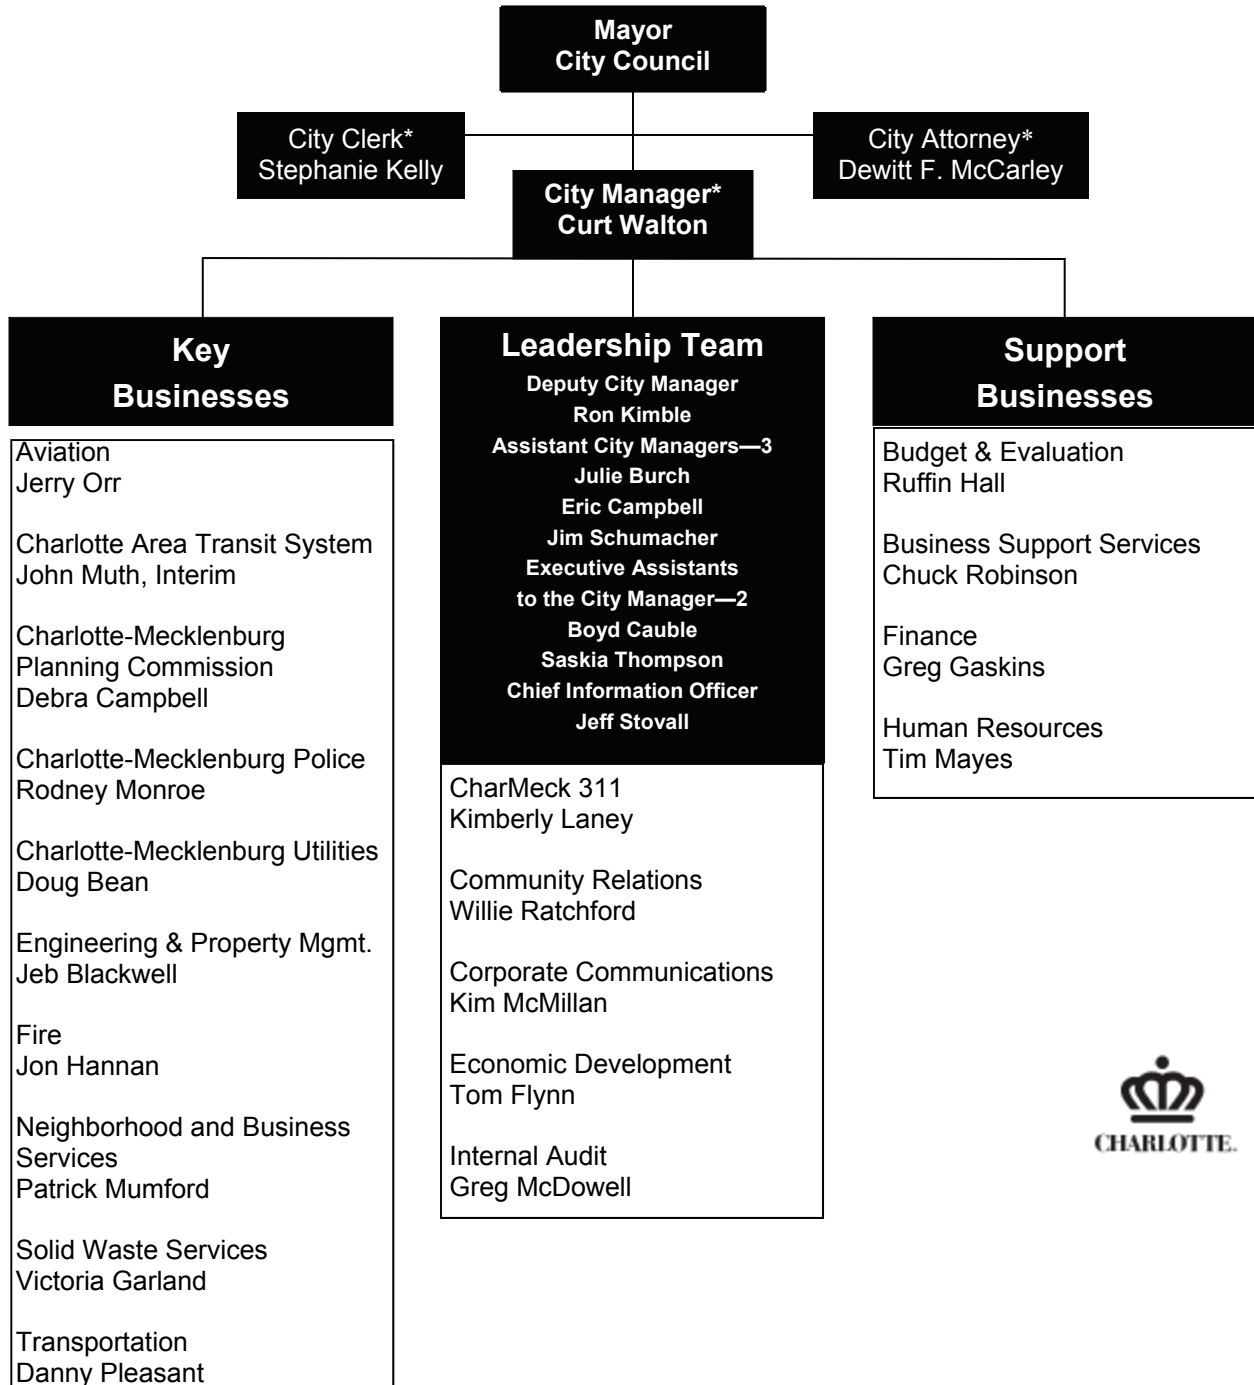 Mayor
City Council
City Clerk*
Stephanie Kelly
City Attorney*
Dewitt F. McCarley
City Manager*
Curt Walton
Key
Businesses
Aviation
Jerry Orr
Charlotte Area Transit System
John Muth, Interim
Charlotte-Mecklenburg
Planning Commission
Debra Campbell
Charlotte-Mecklenburg Police
Rodney Monroe
Charlotte-Mecklenburg Utilities
Doug Bean
Engineering & Property Mgmt.
Jeb Blackwell
Fire
Jon Hannan
Neighborhood and Business
Services
Patrick Mumford
Solid Waste Services
Victoria Garland
Transportation
Danny Pleasant
Leadership Team
Deputy City Manager
Ron Kimble
Assistant City Managers—3
Julie Burch
Eric Campbell
Jim Schumacher
Executive Assistants
to the City Manager—2
Boyd Cauble
Saskia Thompson
Chief Information Officer
Jeff Stovall
CharMeck 311
Kimberly Laney
Community Relations
Willie Ratchford
Corporate Communications
Kim McMillan
Economic Development
Tom Flynn
Internal Audit
Greg McDowell
Support
Businesses
Budget & Evaluation
Ruffin Hall
Business Support Services
Chuck Robinson
Finance
Greg Gaskins
Human Resources
Tim Mayes
CHARLOTTE.